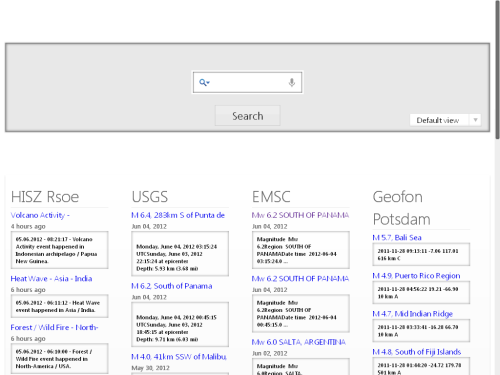 Search
Default view
HISZ Rsoe
Volcano Activity -
4 hours ago
05.06.2012 - 08:21:17 - Volcano
Activity event happened in
Indonesian archipelago / Papua
New Guinea.
Heat Wave - Asia - India
6 hours ago
05.06.2012 - 06:11:12 - Heat Wave
event happened in Asia / India.
Forest / Wild Fire - North-
6 hours ago
05.06.2012 - 06:10:00 - Forest /
Wild Fire event happened in
North-America / USA.
USGS
M 6.4, 283km S of Punta de
Jun 04, 2012
Monday, June 04, 2012 03:15:24
UTCSunday, June 03, 2012
22:15:24 at epicenter
Depth: 5.93 km (3.68 mi)
M 6.2, South of Panama
Jun 04, 2012
Monday, June 04, 2012 00:45:15
UTCSunday, June 03, 2012
18:45:15 at epicenter
Depth: 9.71 km (6.03 mi)
M 4.0, 41km SSW of Malibu,
May 30, 2012
EMSC
Mw 6.2 SOUTH OF PANAMA
Jun 04, 2012
Magnitude Mw
6.2Region SOUTH OF
PANAMADate time 2012-06-04
03:15:24.0 ...
Mw 6.2 SOUTH OF PANAMA
Jun 04, 2012
Magnitude Mw
6.2Region SOUTH OF
PANAMADate time 2012-06-04
00:45:15.0 ...
Mw 6.0 SALTA, ARGENTINA
Jun 02, 2012
Magnitude Mw
6.0Region SALTA,
Geofon
Potsdam
M 5.7, Bali Sea
2011-11-28 09:13:11 -7.06 117.01
616 km C
M 4.9, Puerto Rico Region
2011-11-28 04:56:22 19.21 -66.90
10 km A
M 4.7, Mid Indian Ridge
2011-11-28 03:33:41 -16.28 66.70
10 km A
M 4.8, South of Fiji Islands
2011-11-28 01:08:20 -24.72 179.78
501 km A